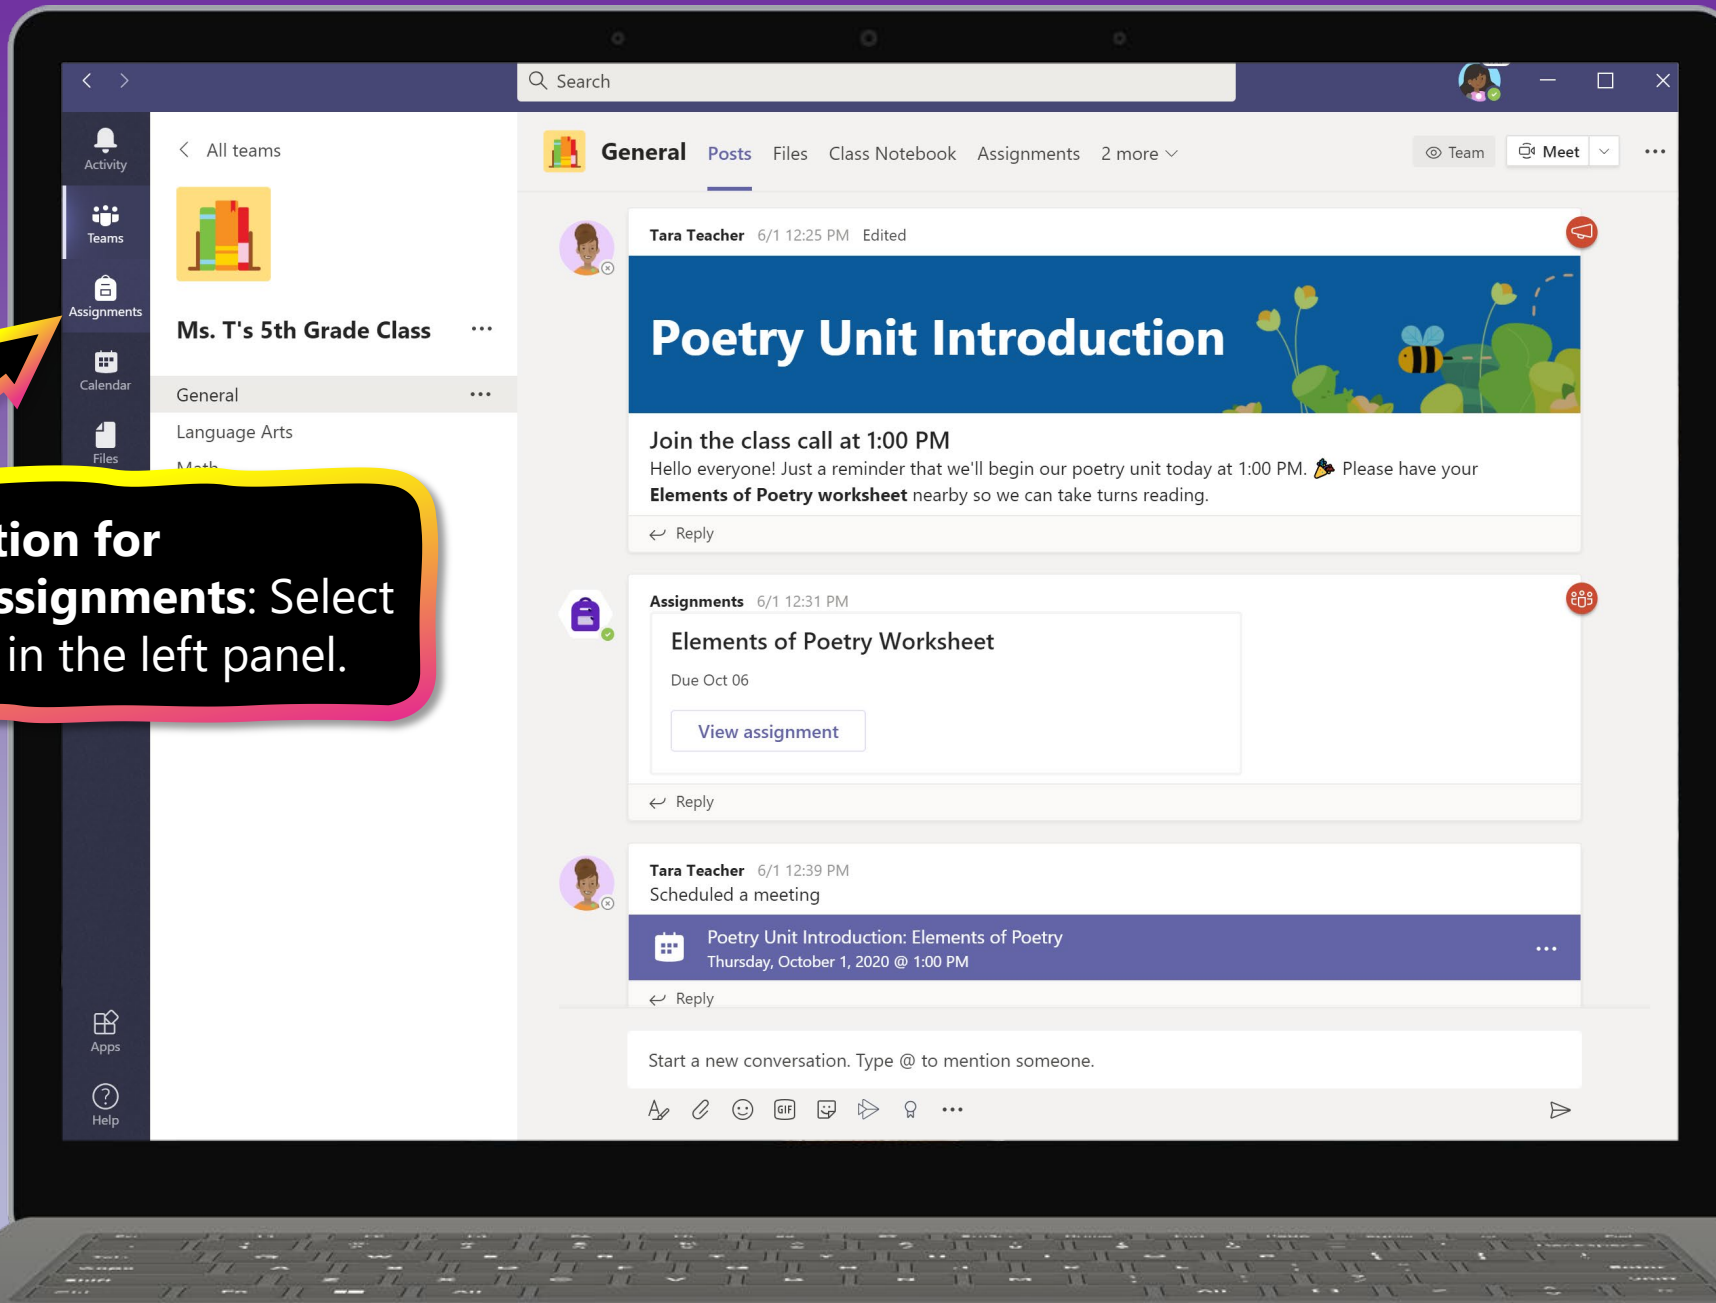 Search
Activity
Teams
Assignments
Calendar
Files
Apps
Help
All teams
Ms. T's 5th Grade Class
General
Language Arts
Math
tion for
ssignments: Select
in the left panel.
General Posts Files Class Notebook Assignments 2 more
Team
Meet
Tara Teacher 6/1 12:25 PM Edited
Poetry Unit Introduction
Join the class call at 1:00 PM
Hello everyone! Just a reminder that we'll begin our poetry unit today at 1:00 PM. 🎉 Please have your
Elements of Poetry worksheet nearby so we can take turns reading.
Reply
Assignments 6/1 12:31 PM
Elements of Poetry Worksheet
Due Oct 06
View assignment
Reply
Tara Teacher 6/1 12:39 PM
Scheduled a meeting
Poetry Unit Introduction: Elements of Poetry
Thursday, October 1, 2020 @ 1:00 PM
Reply
Start a new conversation. Type @ to mention someone.
GIF